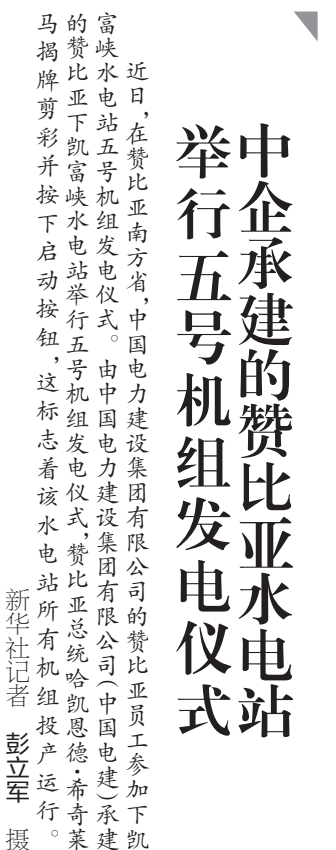 中企承建的赞比亚水电站
举行五号机组发电仪式
近日，在赞比亚南方省，中国电力建设集团有限公司的赞比亚员工参加下凯
富峡水电站五号机组发电仪式。由中国电力建设集团有限公司（中国电建）承建
的赞比亚下凯富峡水电站举行五号机组发电仪式，赞比亚总统哈凯恩德·希奇莱
马揭牌剪彩并按下启动按钮，这标志着该水电站所有机组投产运行。
新华社记者 彭立军 摄